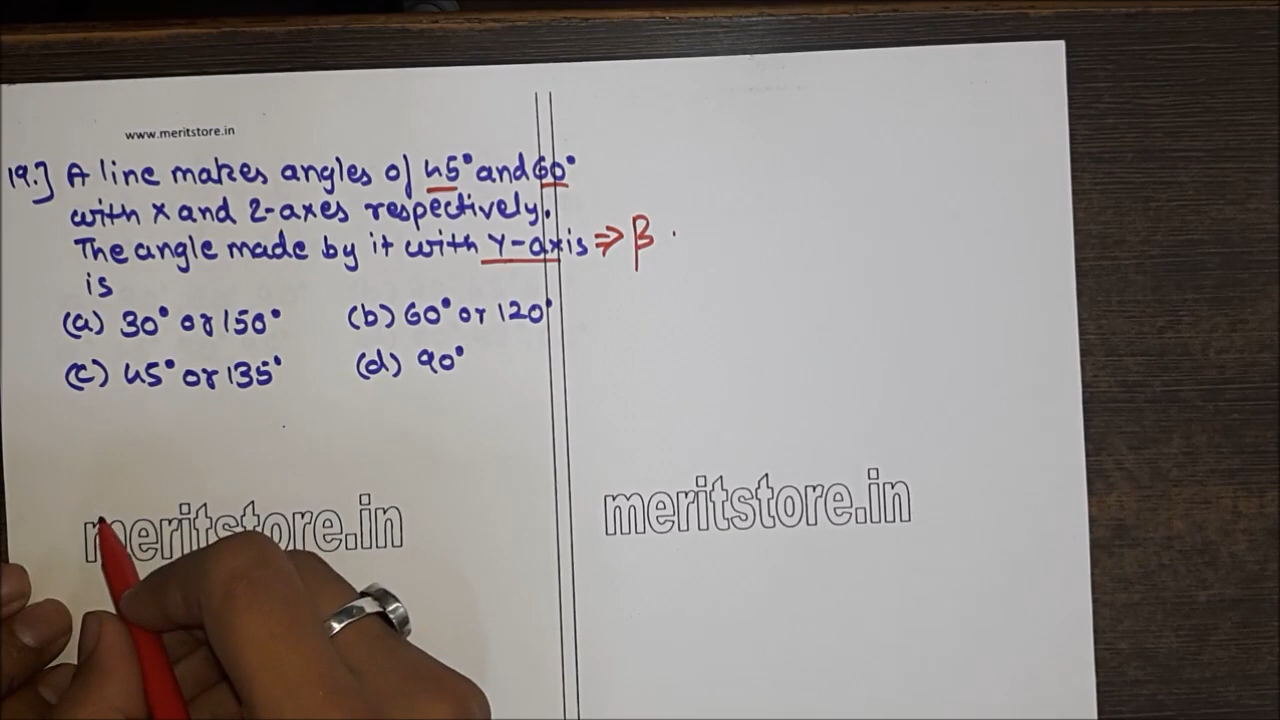 www.meritstore.in
19.] A line makes angles of 45° and 60°
with x and z-axes respectively.
The angle made by it with Y-axis ⇒ β .
is
(a) 30° or 150° (b) 60° or 120°
(c) 45° or 135° (d) 90°
meritstore.in meritstore.in